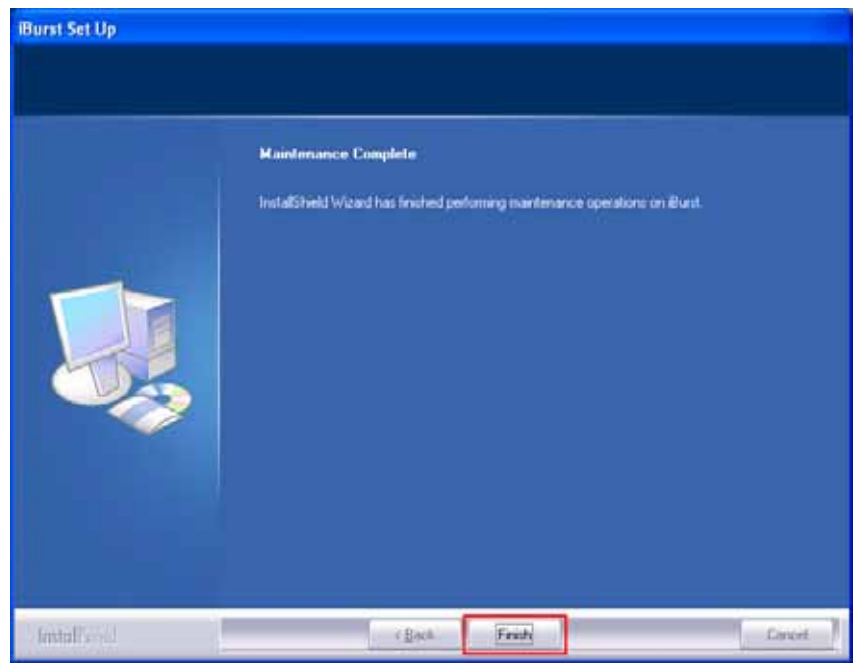 iBurst Set Up
Maintenance Complete
InstallShield Wizard has finished performing maintenance operations on iBurst.
InstallShield
< Back
Finish
Cancel